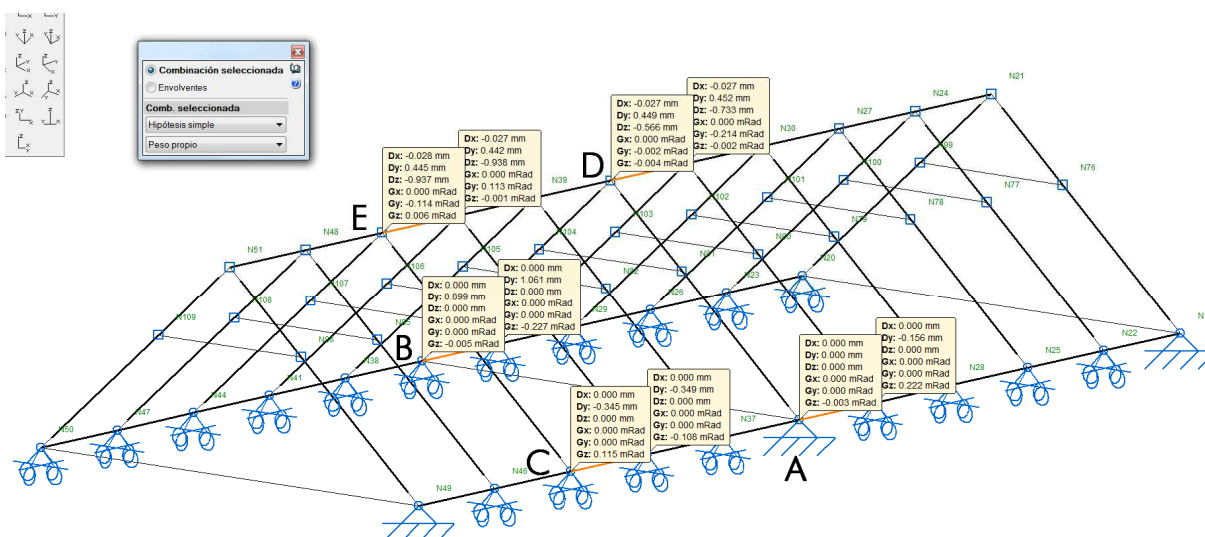 Combinación seleccionada
Envolventes
Comb. seleccionada
Hipótesis simple
Peso propio
N21
N24
N27
N30
N39
N48
N51
N76
N77
N78
N79
N99
N100
N101
N102
N103
N104
N105
N106
N107
N108
N109
N20
N23
N26
N29
N38
N41
N44
N47
N50
N22
N25
N28
N37
N49
Dx: -0.028 mm
Dy: 0.445 mm
Dz: -0.937 mm
Gx: 0.000 mRad
Gy: -0.114 mRad
Gz: 0.006 mRad
Dx: -0.027 mm
Dy: 0.442 mm
Dz: -0.938 mm
Gx: 0.000 mRad
Gy: 0.113 mRad
Gz: -0.001 mRad
Dx: -0.027 mm
Dy: 0.449 mm
Dz: -0.566 mm
Gx: 0.000 mRad
Gy: -0.002 mRad
Gz: -0.004 mRad
Dx: -0.027 mm
Dy: 0.452 mm
Dz: -0.733 mm
Gx: 0.000 mRad
Gy: -0.214 mRad
Gz: -0.002 mRad
Dx: 0.000 mm
Dy: 0.099 mm
Dz: 0.000 mm
Gx: 0.000 mRad
Gy: 0.000 mRad
Gz: -0.005 mRad
Dx: 0.000 mm
Dy: 1.061 mm
Dz: 0.000 mm
Gx: 0.000 mRad
Gy: 0.000 mRad
Gz: -0.227 mRad
Dx: 0.000 mm
Dy: -0.345 mm
Dz: 0.000 mm
Gx: 0.000 mRad
Gy: 0.000 mRad
Gz: 0.115 mRad
Dx: 0.000 mm
Dy: -0.349 mm
Dz: 0.000 mm
Gx: 0.000 mRad
Gy: 0.000 mRad
Gz: -0.108 mRad
Dx: 0.000 mm
Dy: 0.000 mm
Dz: 0.000 mm
Gx: 0.000 mRad
Gy: 0.000 mRad
Gz: -0.003 mRad
Dx: 0.000 mm
Dy: -0.156 mm
Dz: 0.000 mm
Gx: 0.000 mRad
Gy: 0.000 mRad
Gz: 0.222 mRad
D
E
B
C
A